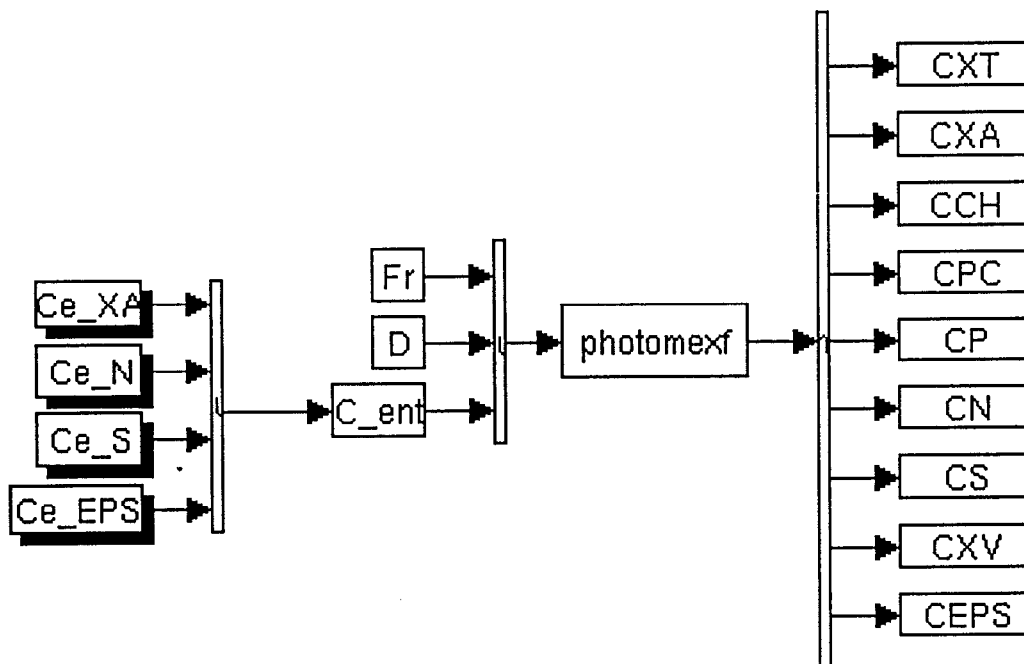 Ce_XA
Ce_N
Ce_S
Ce_EPS
C_ent
Fr
D
photomexf
CXT
CXA
CCH
CPC
CP
CN
CS
CXV
CEPS